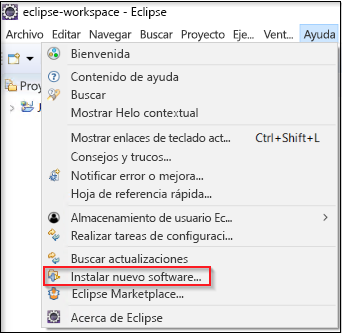 eclipse-workspace - Eclipse
Archivo Editar Navegar Buscar Proyecto Eje... Vent... Ayuda
Bienvenida
Proy
Contenido de ayuda
Buscar
Mostrar Helo contextual
Mostrar enlaces de teclado act... Ctrl+Shift+L
Consejos y trucos...
Notificar error o mejora...
Hoja de referencia rápida...
Almacenamiento de usuario Ec...
Realizar tareas de configuraci...
Buscar actualizaciones
Instalar nuevo software...
Eclipse Marketplace...
Acerca de Eclipse